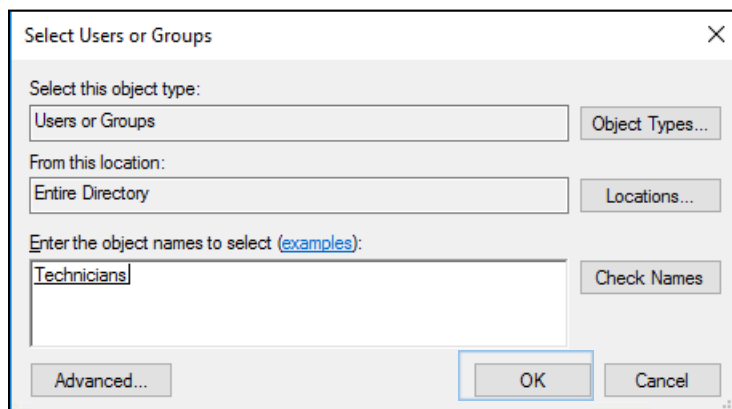 Select Users or Groups
Select this object type:
Users or Groups
Object Types...
From this location:
Entire Directory
Locations...
Enter the object names to select (examples):
Technicians
Check Names
Advanced...
OK
Cancel